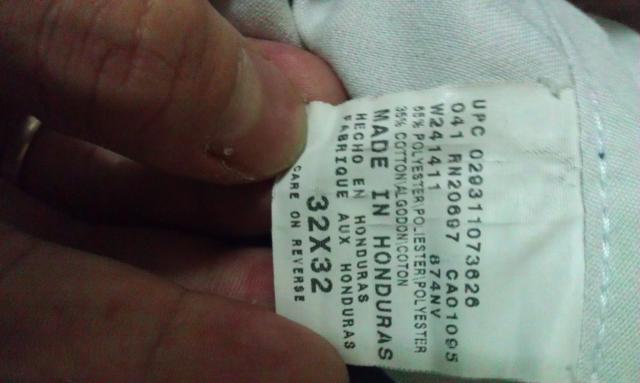 UPC 029311073626
041 RN20697 CA01095
W241411 874NV
65% POLYESTER\POLIESTER\POLYESTER
35% COTTON\ALGODON\COTON
MADE IN HONDURAS
HECHO EN HONDURAS
FABRIQUE AUX HONDURAS
32X32
CARE ON REVERSE